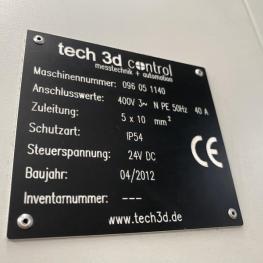 tech 3d control
messtechnik + automation
Maschinennummer: 096 05 1140
Anschlusswerte: 400V 3~ N PE 50Hz 40 A
Zuleitung: 5 x 10 mm²
Schutzart: IP54
Steuerspannung: 24V DC
CE
Baujahr: 04/2012
Inventarnummer: ---
www.tech3d.de